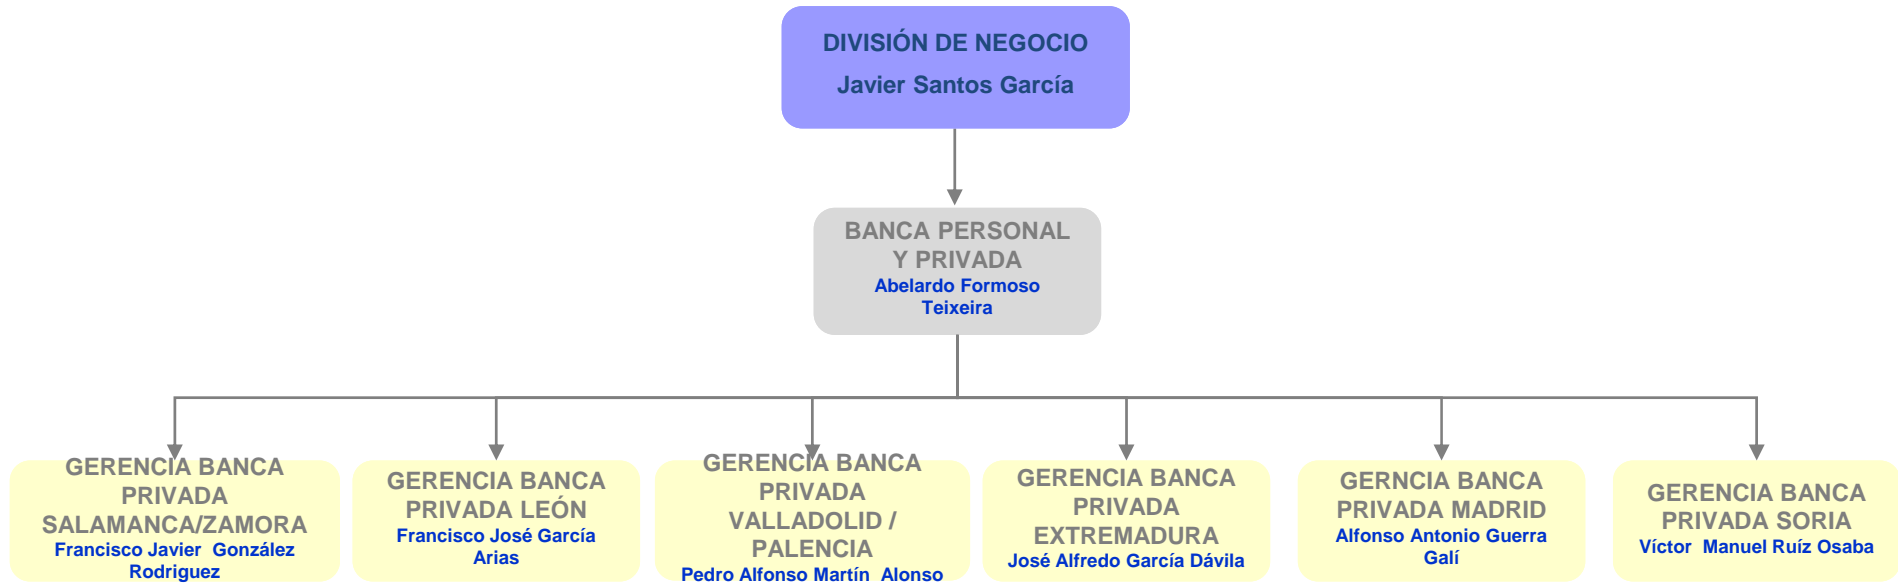 DIVISIÓN DE NEGOCIO
Javier Santos García
BANCA PERSONAL
Y PRIVADA
Abelardo Formoso
Teixeira
GERENCIA BANCA
PRIVADA
SALAMANCA/ZAMORA
Francisco Javier González
Rodriguez
GERENCIA BANCA
PRIVADA LEÓN
Francisco José García
Arias
GERENCIA BANCA
PRIVADA
VALLADOLID /
PALENCIA
Pedro Alfonso Martín Alonso
GERENCIA BANCA
PRIVADA
EXTREMADURA
José Alfredo García Dávila
GERNCIA BANCA
PRIVADA MADRID
Alfonso Antonio Guerra
Galí
GERENCIA BANCA
PRIVADA SORIA
Víctor Manuel Ruíz Osaba